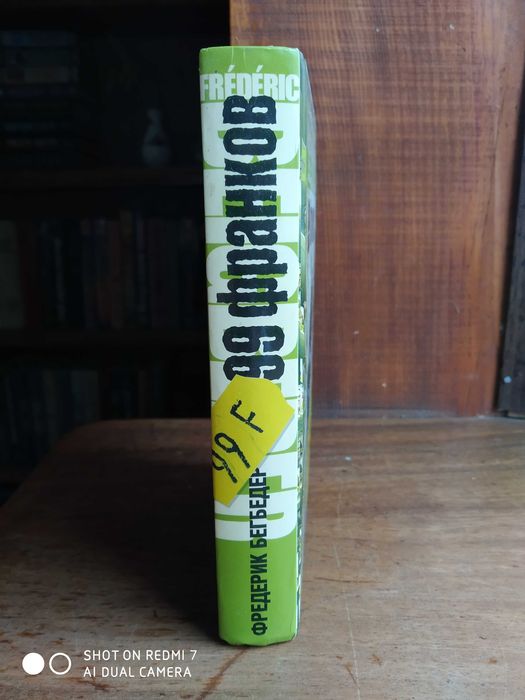 FRÉDÉRIC
99 франков
99 F
ФРЕДЕРИК БЕГБЕДЕР
SHOT ON REDMI 7
AI DUAL CAMERA